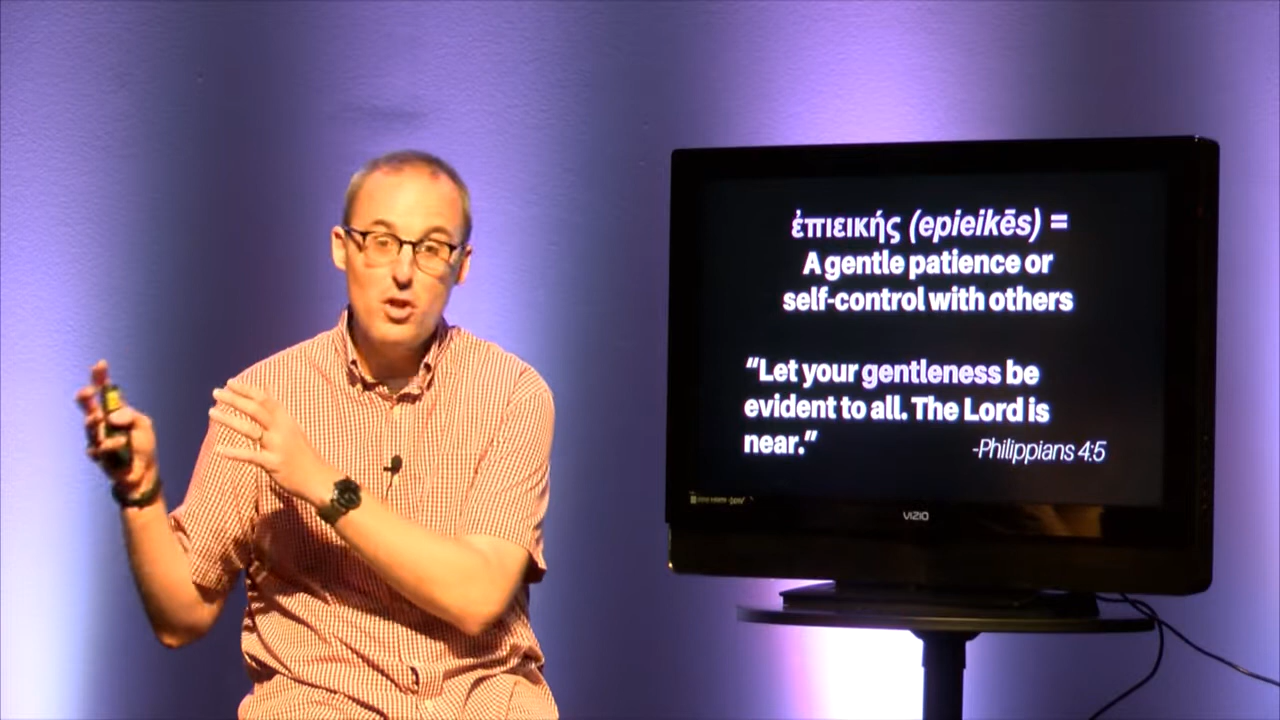 ἐπιεικής (epieikēs) =
A gentle patience or
self-control with others
“Let your gentleness be
evident to all. The Lord is
near.”
-Philippians 4:5
VIZIO